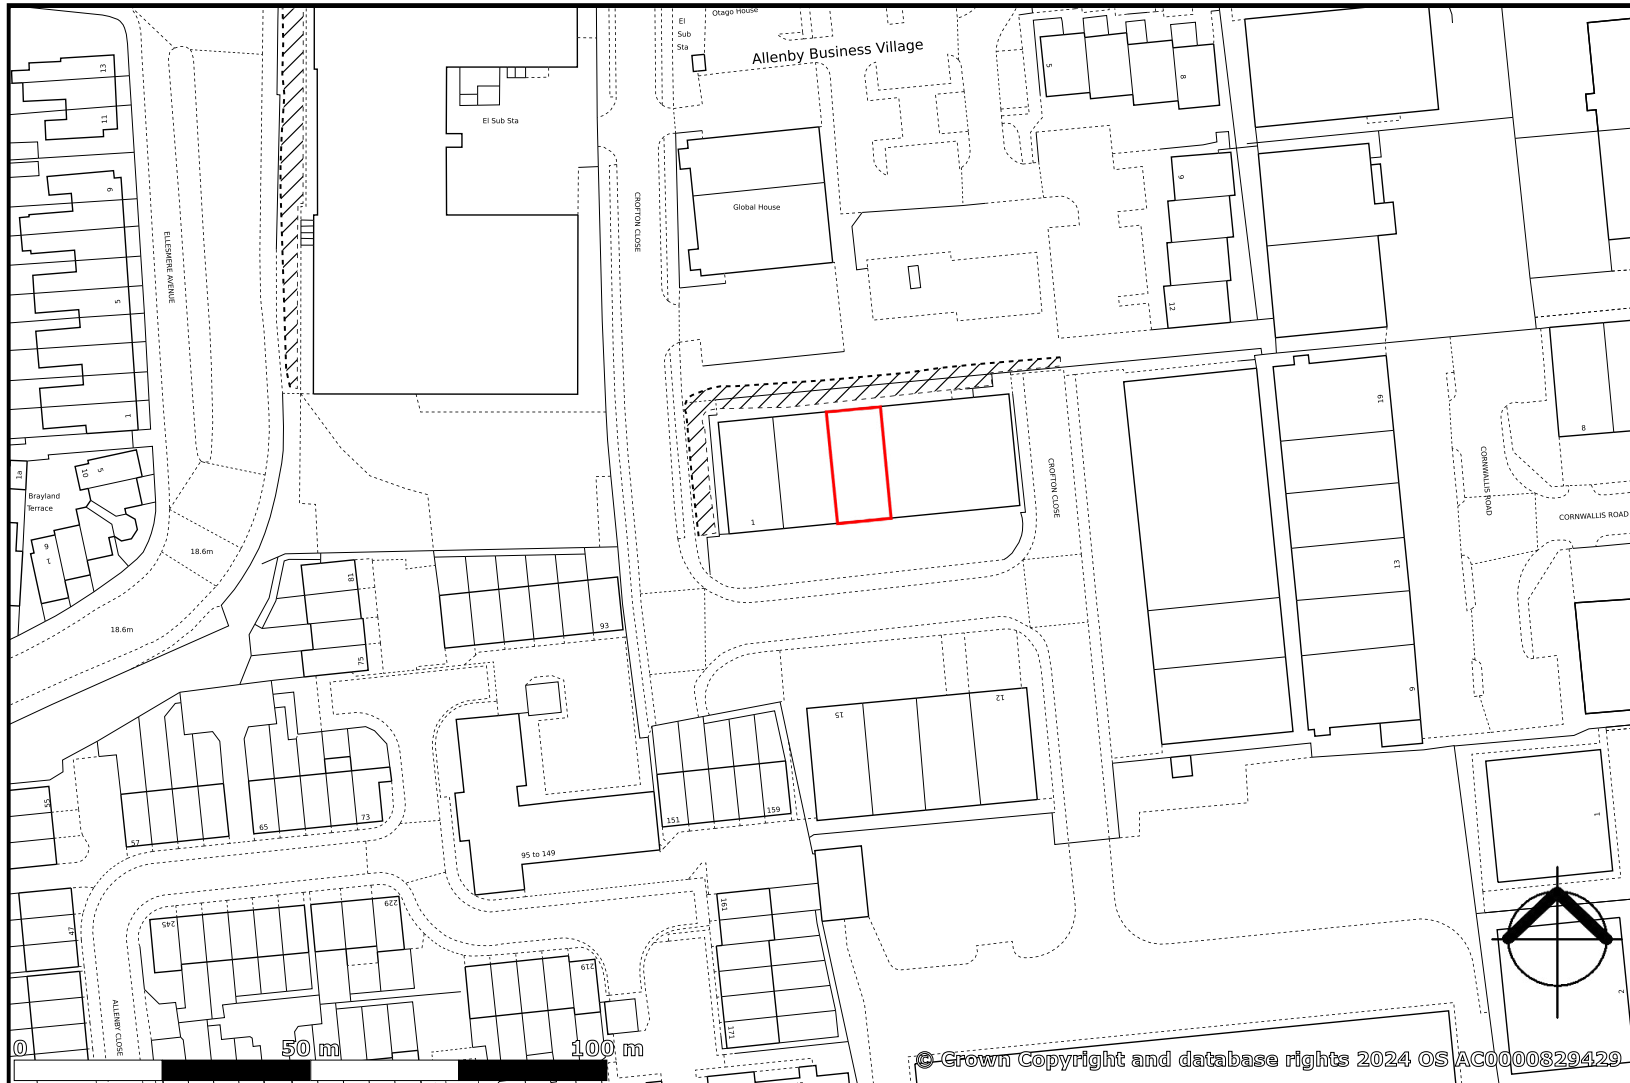 Otago House
El
Sub
Sta
Allenby Business Village
13
11
9
5
1
5
8
El Sub Sta
ELLESMERE AVENUE
CROFTON CLOSE
Global House
9
12
19
8
1a
10
5
Brayland
Terrace
9
1
18.6m
18.6m
1
CROFTON CLOSE
CORNWALLIS ROAD
CORNWALLIS ROAD
13
9
81
75
93
15
12
55
57
65
73
95 to 149
151
159
1
47
245
229
161
219
171
2
ALLENBY CLOSE
0
50 m
100 m
© Crown Copyright and database rights 2024 OS AC0000829429